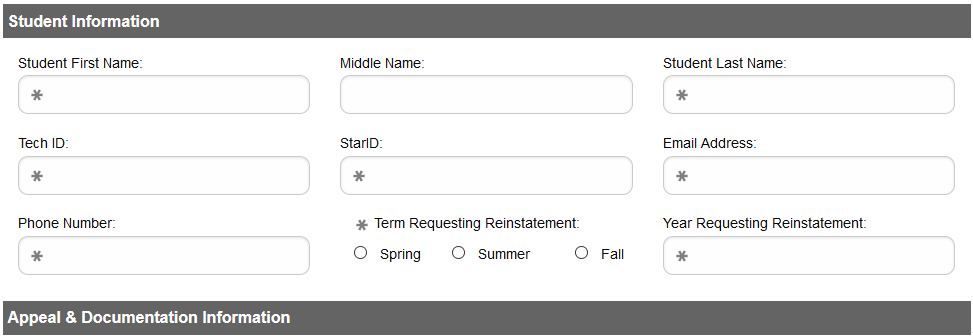 Student Information
Student First Name: Middle Name: Student Last Name:
* * 
Tech ID: StarID: Email Address:
* * *
Phone Number: * Term Requesting Reinstatement: Year Requesting Reinstatement:
* Spring Summer Fall *
Appeal & Documentation Information